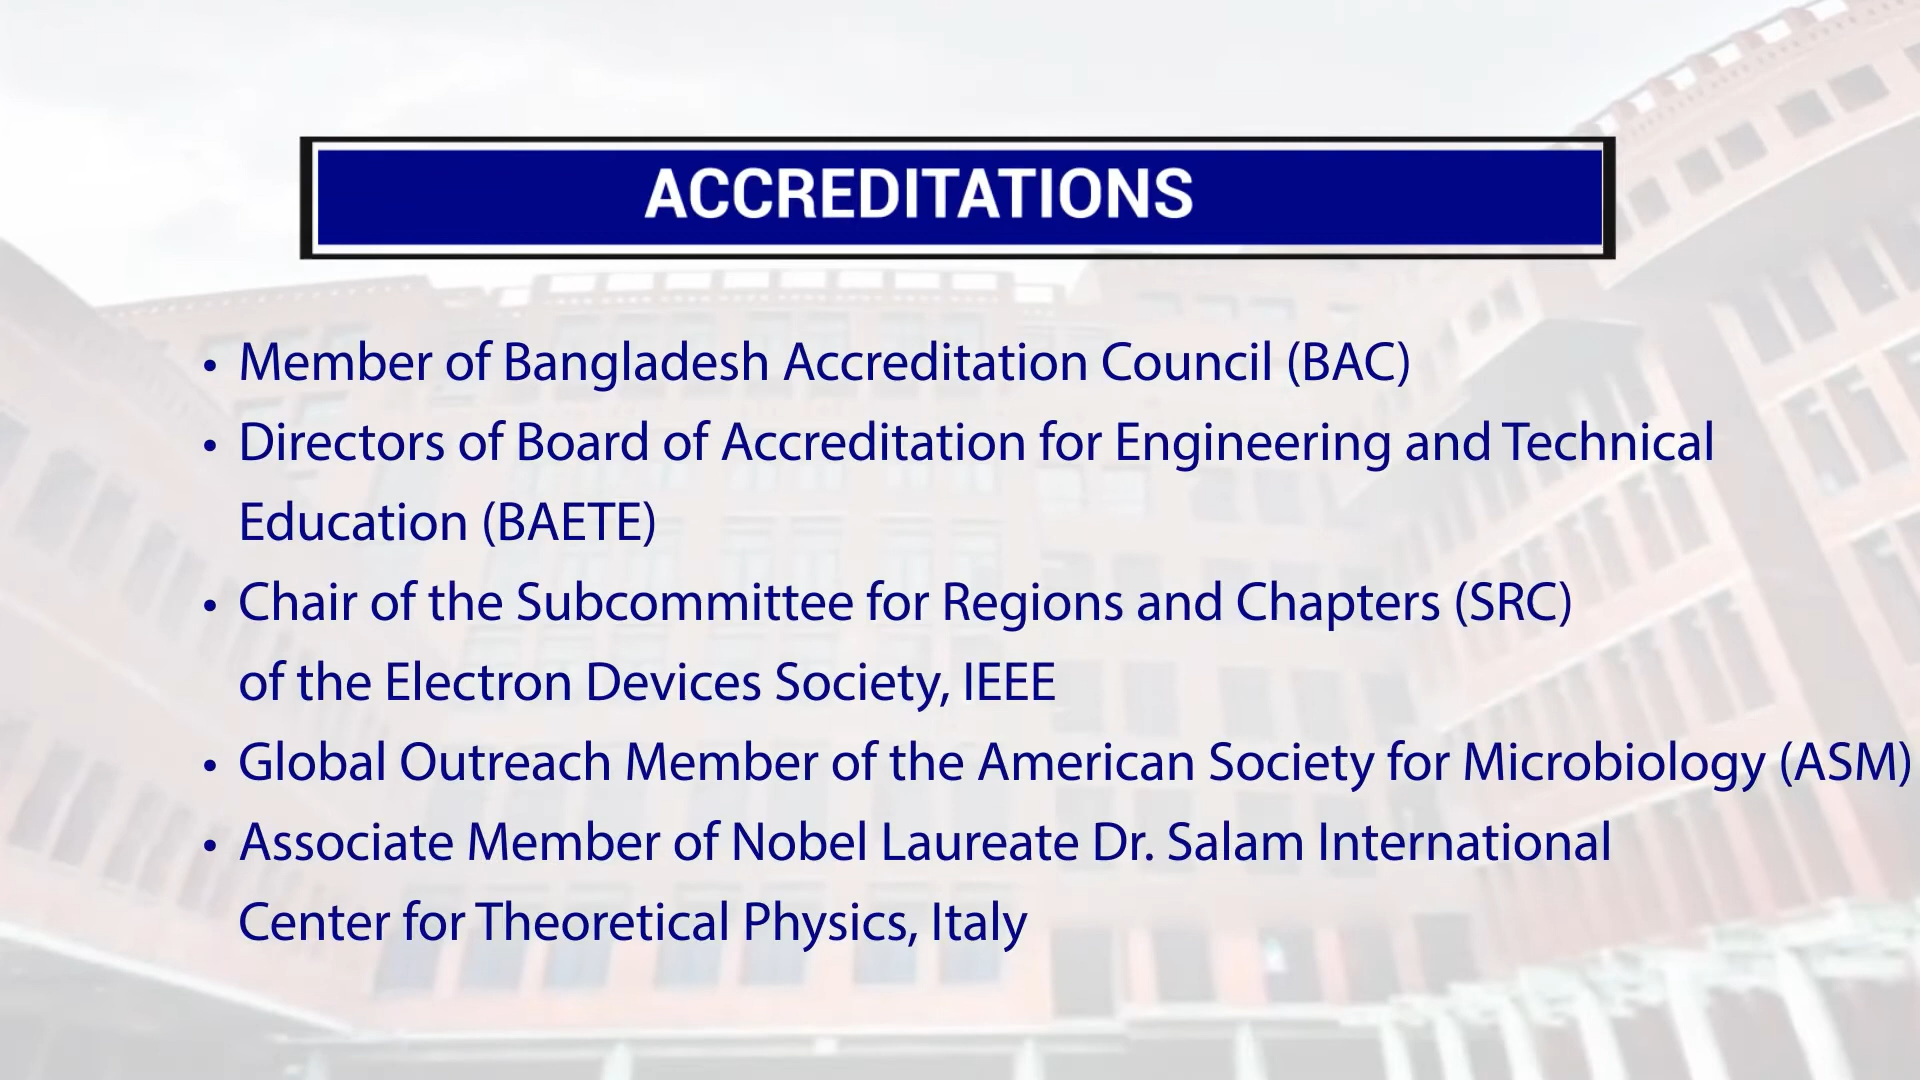 ACCREDITATIONS
• Member of Bangladesh Accreditation Council (BAC)
• Directors of Board of Accreditation for Engineering and Technical
Education (BAETE)
• Chair of the Subcommittee for Regions and Chapters (SRC)
of the Electron Devices Society, IEEE
• Global Outreach Member of the American Society for Microbiology (ASM)
• Associate Member of Nobel Laureate Dr. Salam International
Center for Theoretical Physics, Italy